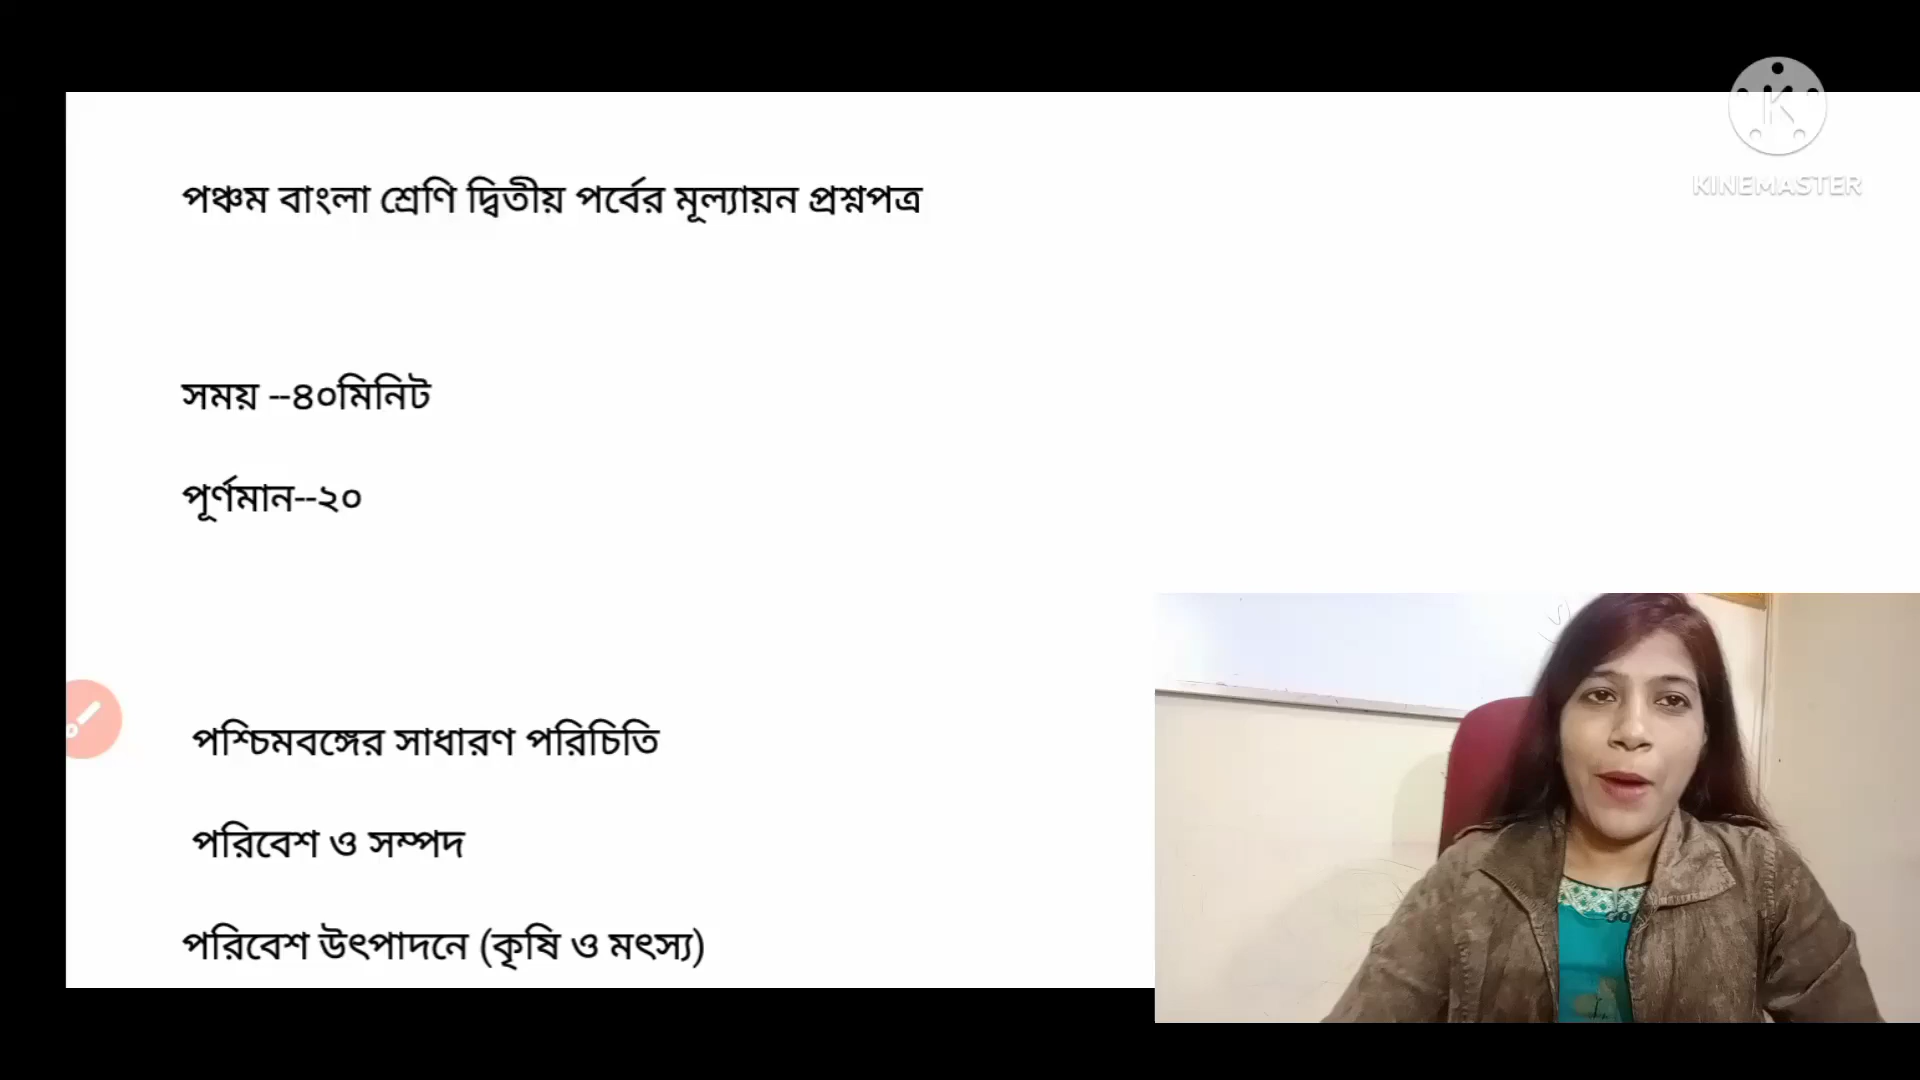 পঞ্চম বাংলা শ্রেণি দ্বিতীয় পর্বের মূল্যায়ন প্রশ্নপত্র
KINEMASTER
সময় --৪০মিনিট
পূর্ণমান--২০
পশ্চিমবঙ্গের সাধারণ পরিচিতি
পরিবেশ ও সম্পদ
পরিবেশ উৎপাদনে (কৃষি ও মৎস্য)